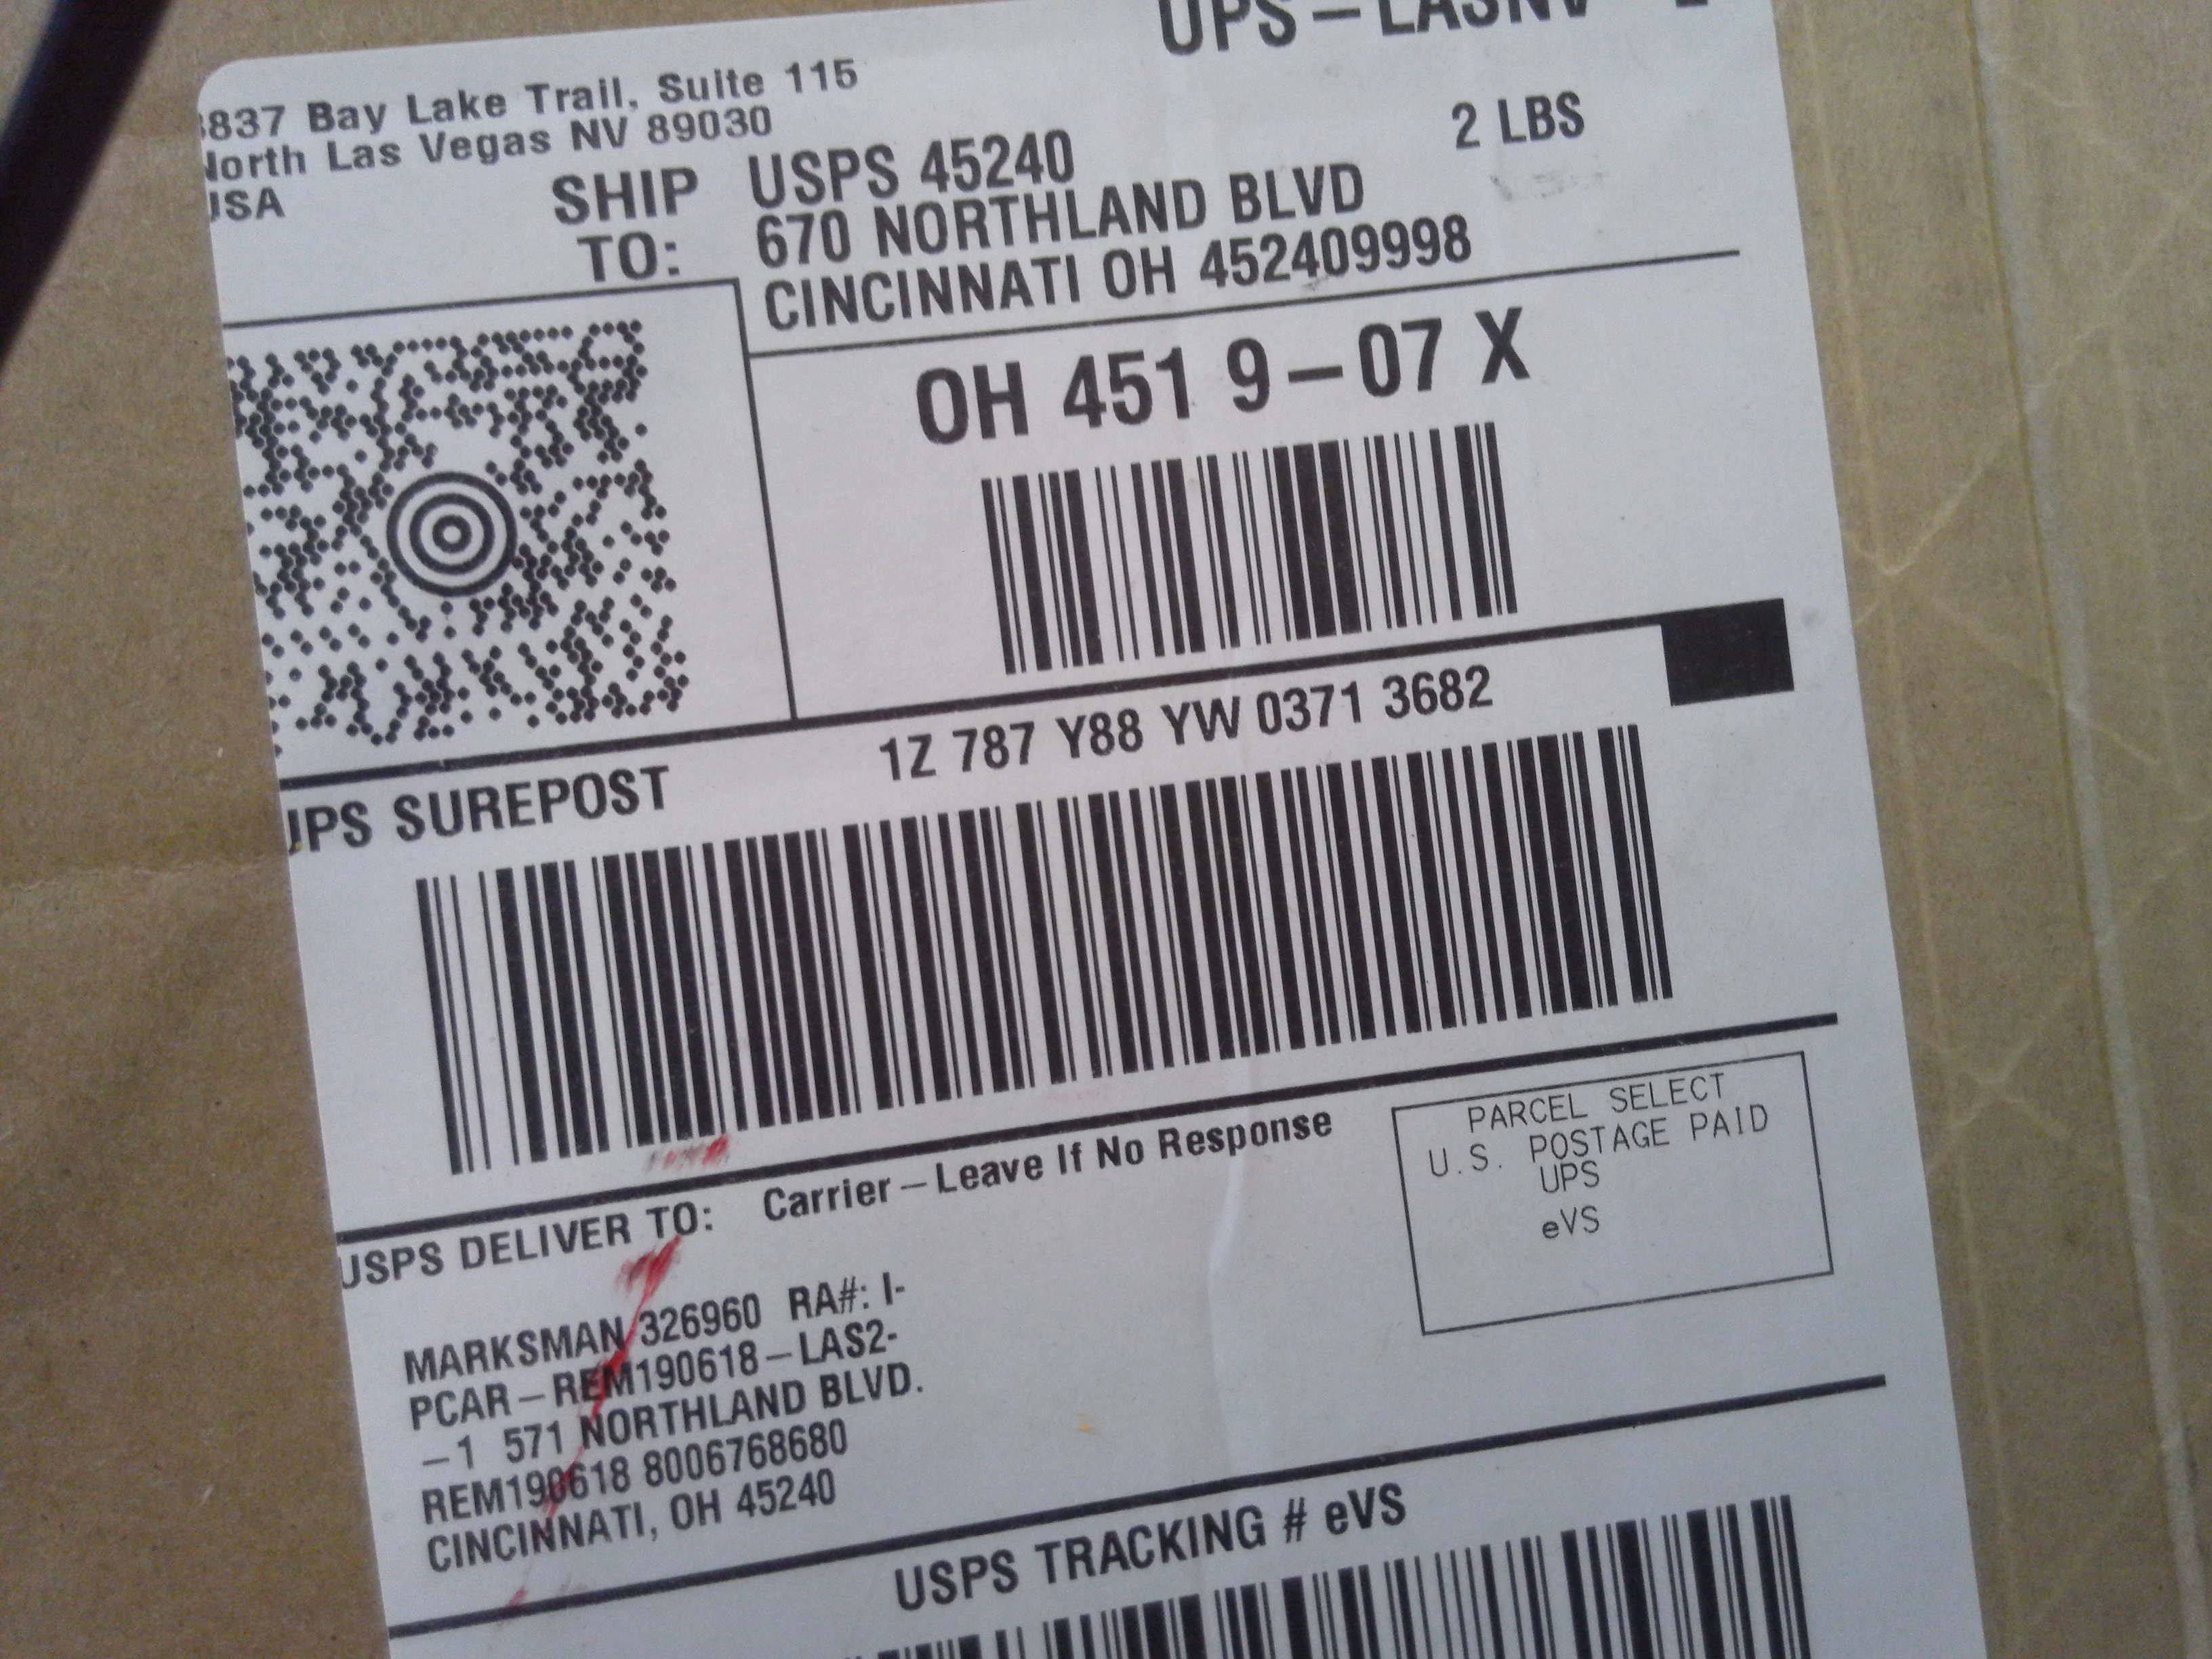 837 Bay Lake Trail, Suite 115
North Las Vegas NV 89030
USA
UPS – LASNV
2 LBS
SHIP TO:
USPS 45240
670 NORTHLAND BLVD
CINCINNATI OH 452409998
OH 451 9–07 X
UPS SUREPOST
1Z 787 Y88 YW 0371 3682
USPS DELIVER TO: Carrier–Leave If No Response
PARCEL SELECT
U.S. POSTAGE PAID
UPS
eVS
MARKSMAN 326960 RA#: I-
PCAR–REM190618–LAS2-
–1 571 NORTHLAND BLVD.
REM190618 8006768680
CINCINNATI, OH 45240
USPS TRACKING # eVS